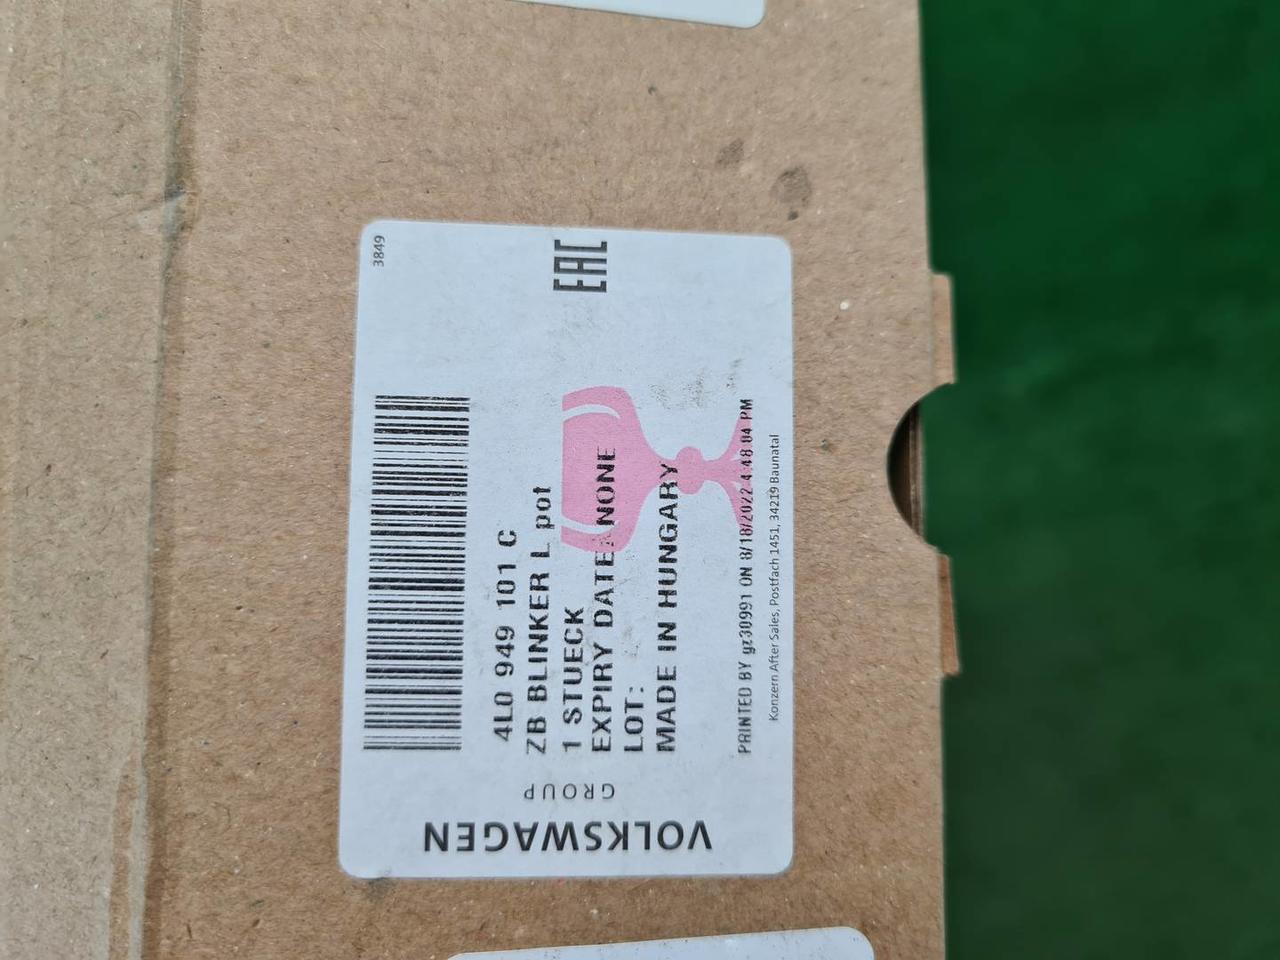 3849
EAC
4L0 949 101 C
ZB BLINKER L pot
1 STUECK
EXPIRY DATE: NONE
LOT:
MADE IN HUNGARY
PRINTED BY gz30991 ON 8/18/2022 4:48:04 PM
Konzern After Sales, Postfach 1451, 34219 Baunatal
VOLKSWAGEN
GROUP